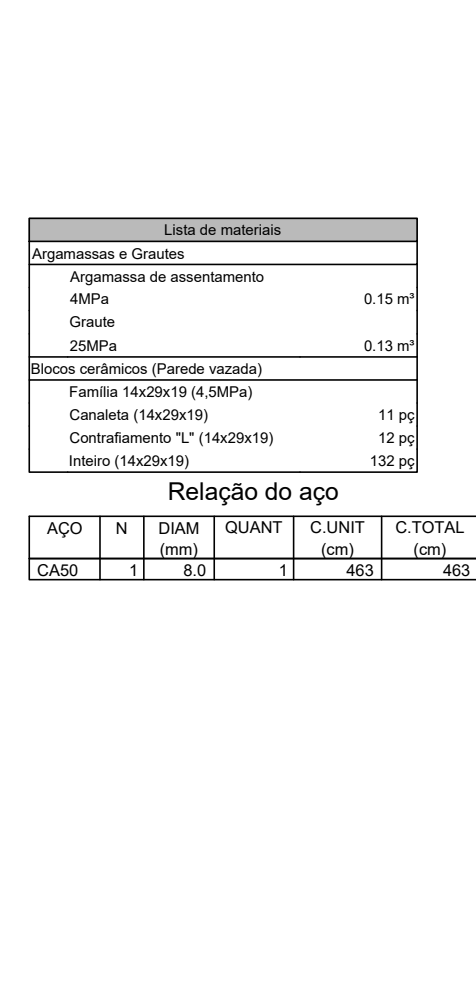 Lista de materiais
Argamassas e Grautes
Argamassa de assentamento
4MPa 0.15 m³
Graute
25MPa 0.13 m³
Blocos cerâmicos (Parede vazada)
Família 14x29x19 (4,5MPa)
Canaleta (14x29x19) 11 pç
Contrafiamento "L" (14x29x19) 12 pç
Inteiro (14x29x19) 132 pç
Relação do aço
AÇO N DIAM QUANT C.UNIT C.TOTAL
(mm) (cm) (cm)
CA50 1 8.0 1 463 463